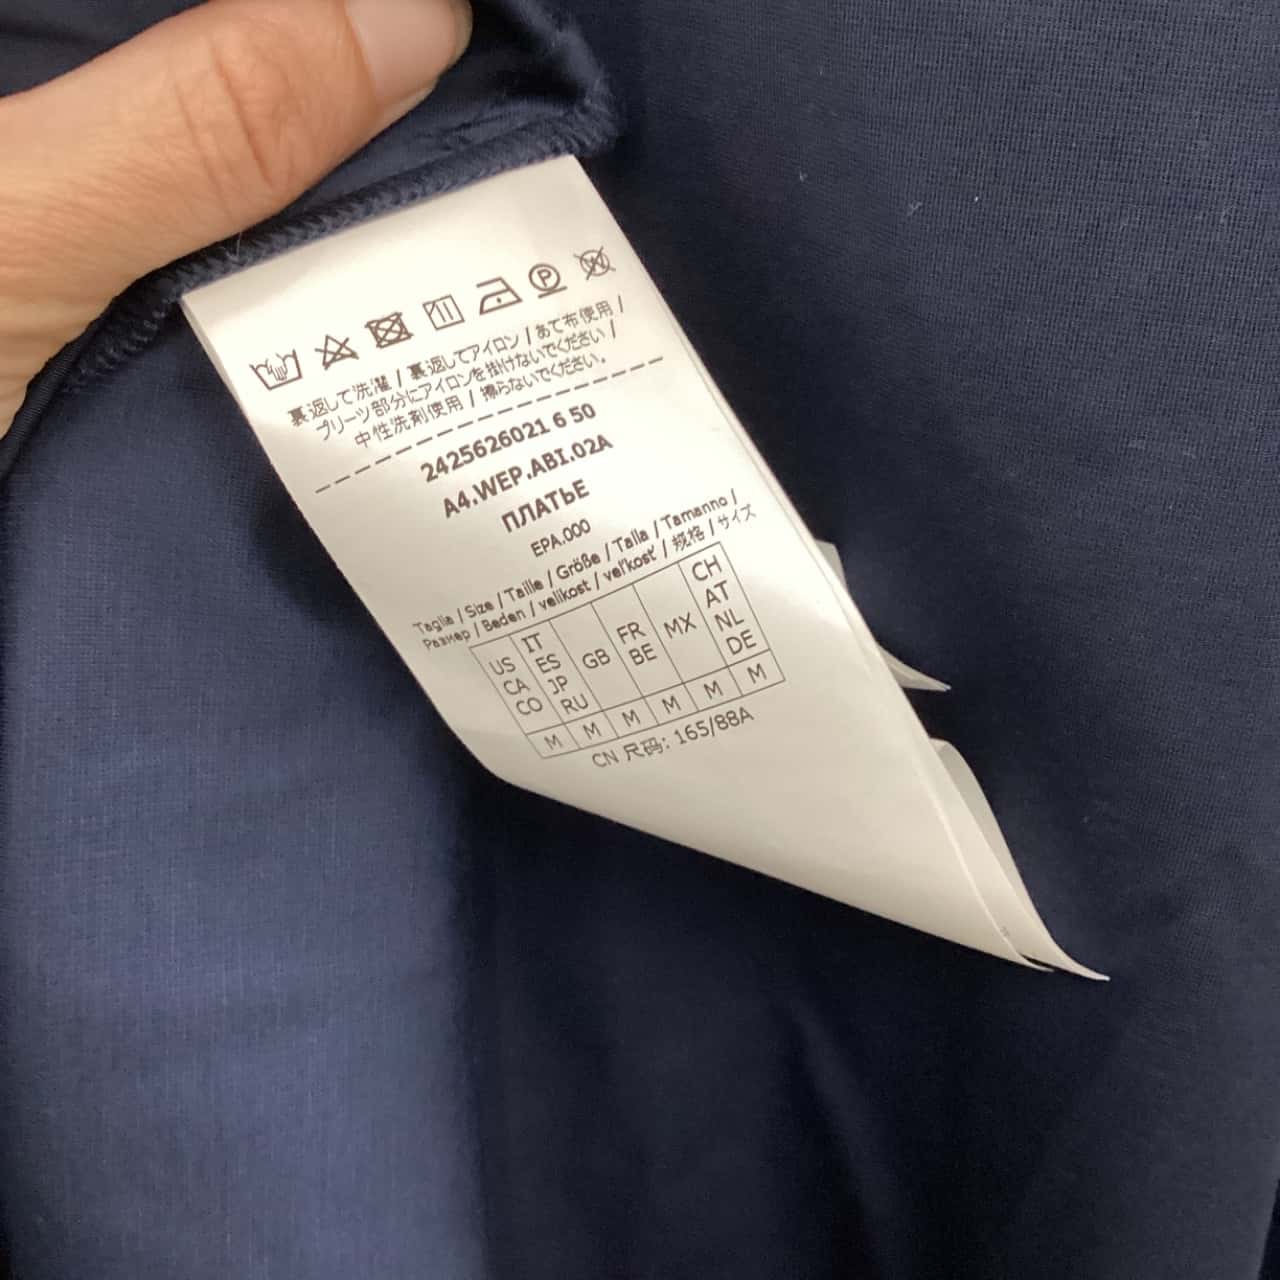 裏返して洗濯 / 裏返してアイロン / あて布使用 /
プリーツ部分にアイロンを掛けないでください /
中性洗剤使用 / 擦らないでください。
2425626021 6 50
A4.WEP.ABI.02A
ПЛАТЬЕ
EPA.000
Taglia / Size / Taille / Größe / Talla / Tamanno /
Размер / Beden / velikost / veľkosť / 规格 / サイズ
US CA CO
IT ES JP RU
GB
FR BE
MX
CH AT NL DE
M M M M M M
CN 尺码: 165/88A